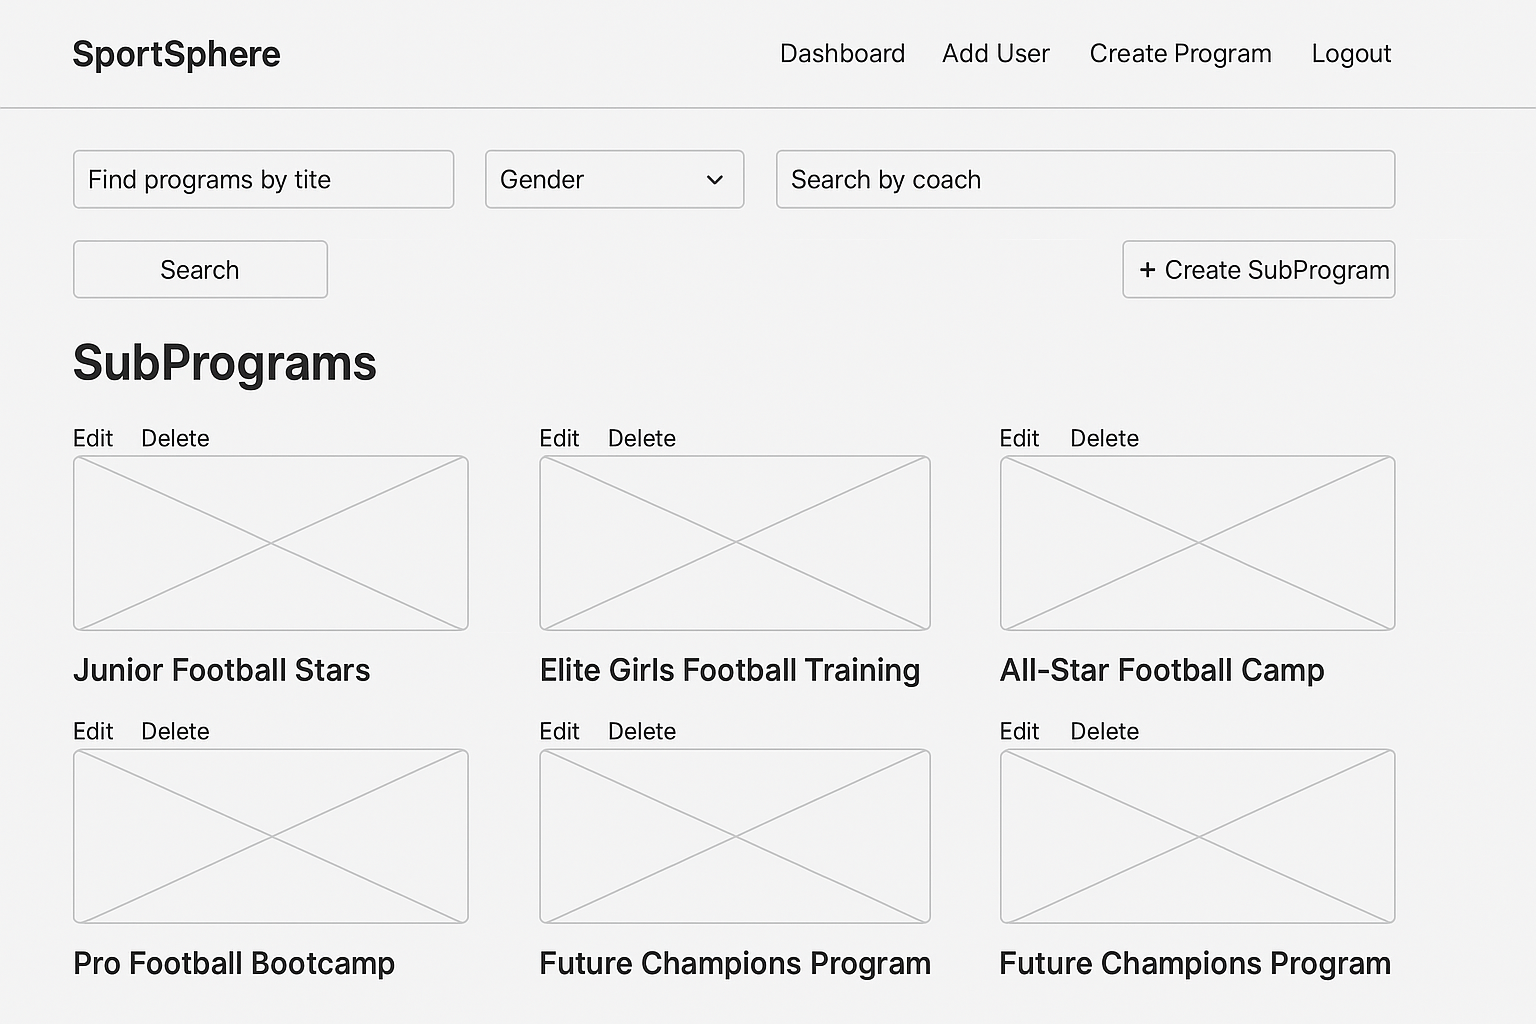 SportSphere
Dashboard Add User Create Program Logout
Find programs by tite Gender Search by coach
Search + Create SubProgram
SubPrograms
Edit Delete Edit Delete Edit Delete
Junior Football Stars Elite Girls Football Training All-Star Football Camp
Edit Delete Edit Delete Edit Delete
Pro Football Bootcamp Future Champions Program Future Champions Program